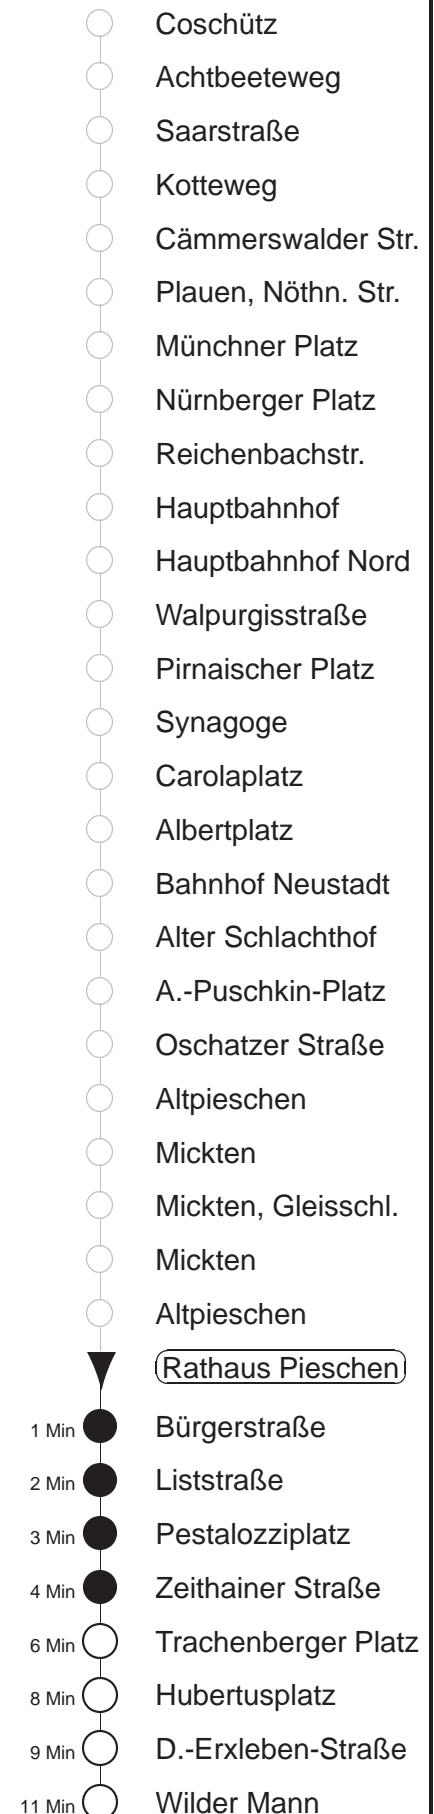 Coschütz
Achtbeeteweg
Saarstraße
Kotteweg
Cämmerswalder Str.
Plauen, Nöthn. Str.
Münchner Platz
Nürnberger Platz
Reichenbachstr.
Hauptbahnhof
Hauptbahnhof Nord
Walpurgisstraße
Pirnaischer Platz
Synagoge
Carolaplatz
Albertplatz
Bahnhof Neustadt
Alter Schlachthof
A.-Puschkin-Platz
Oschatzer Straße
Altpieschen
Mickten
Mickten, Gleisschl.
Mickten
Altpieschen
Rathaus Pieschen
1 Min Bürgerstraße
2 Min Liststraße
3 Min Pestalozziplatz
4 Min Zeithainer Straße
6 Min Trachenberger Platz
8 Min Hubertusplatz
9 Min D.-Erxleben-Straße
11 Min Wilder Mann